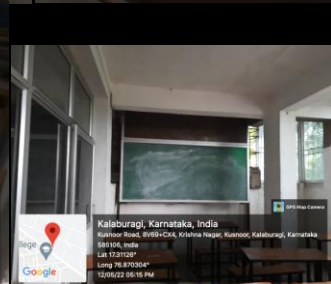 GPS Map Camera
Kalaburagi, Karnataka, India
Kusnoor Road, 8V69+CX4, Krishna Nagar, Kusnoor, Kalaburagi, Karnataka
585106, India
Lat 17.31126°
Long 76.870304°
12/05/22 05:15 PM
llege
Google